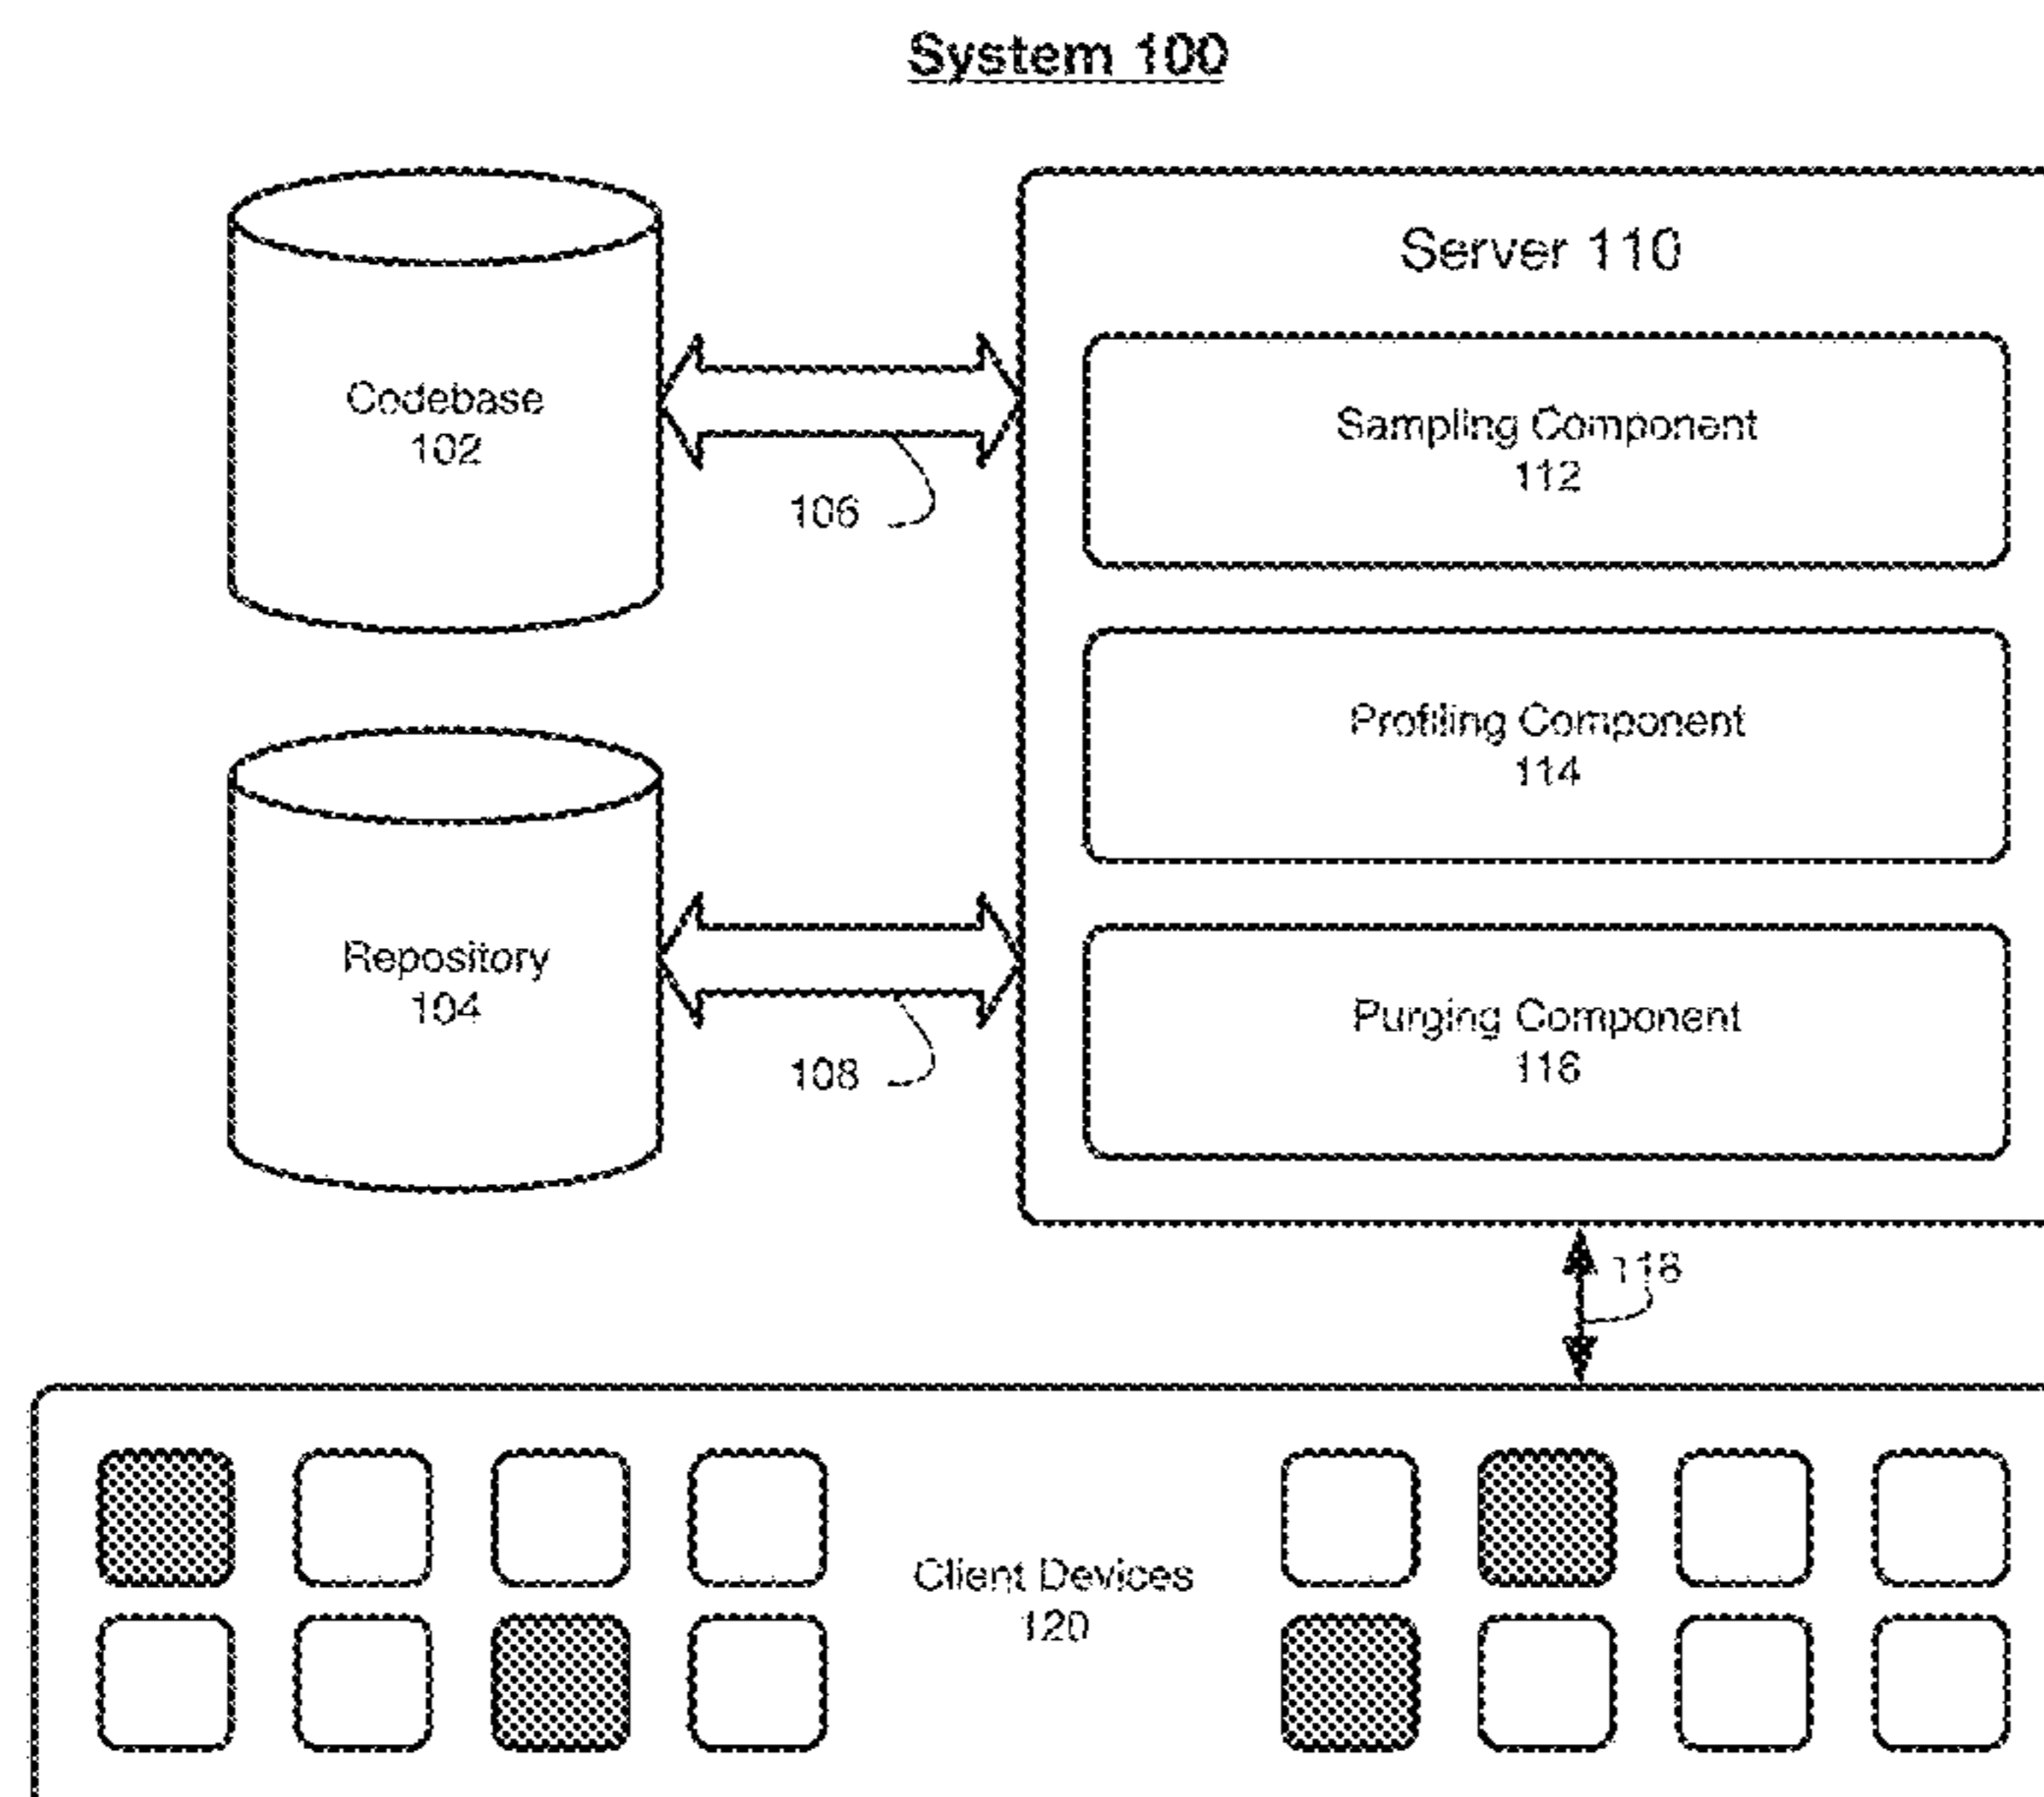 System 100
Codebase
102
Server 110
Sampling Component
112
106
Profiling Component
114
Repository
104
Purging Component
116
108
118
Client Devices
120